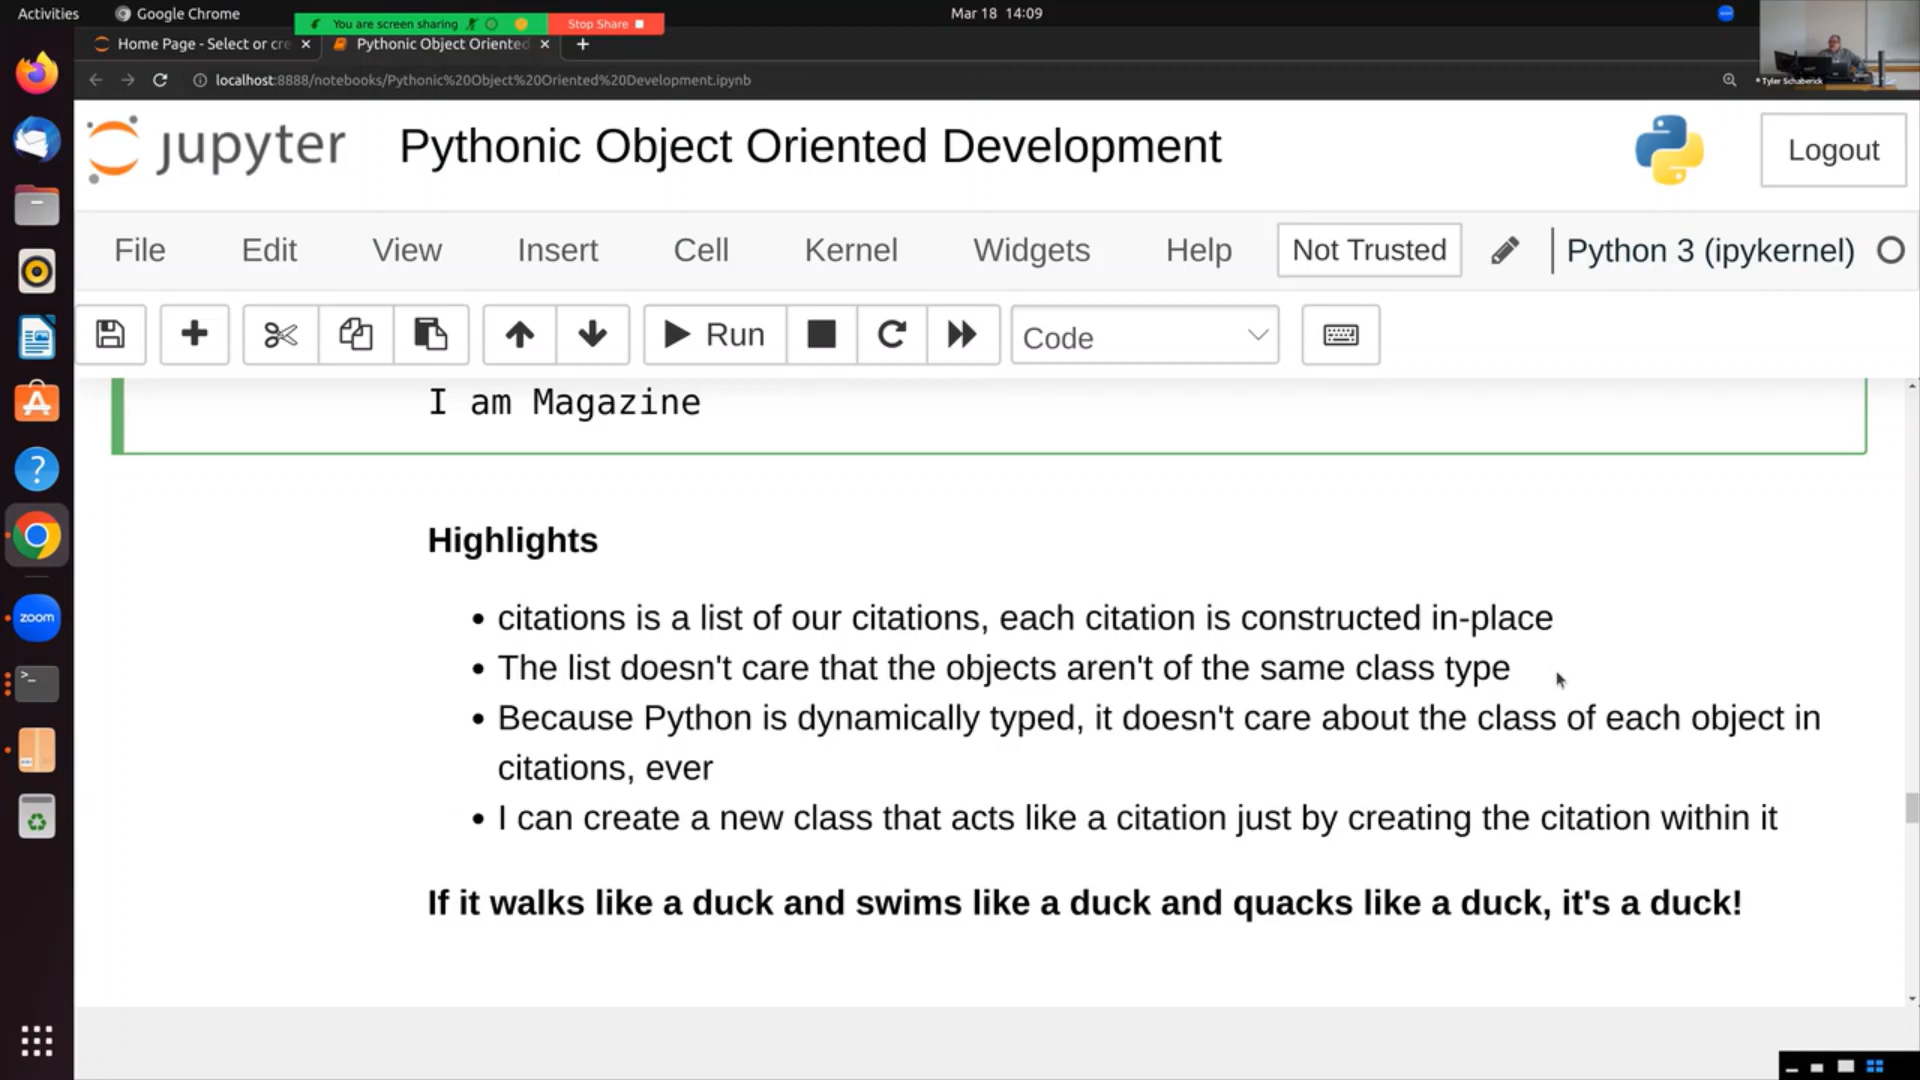 Activities
Google Chrome
You are screen sharing
Stop Share
Mar 18 14:09
Home Page - Select or cre
Pythonic Object Oriented
localhost:8888/notebooks/Pythonic%20Object%20Oriented%20Development.ipynb
Tyler Schaberick
jupyter
Pythonic Object Oriented Development
Logout
File Edit View Insert Cell Kernel Widgets Help
Not Trusted
Python 3 (ipykernel)
Run
Code
I am Magazine
Highlights
• citations is a list of our citations, each citation is constructed in-place
• The list doesn't care that the objects aren't of the same class type
• Because Python is dynamically typed, it doesn't care about the class of each object in
citations, ever
• I can create a new class that acts like a citation just by creating the citation within it
If it walks like a duck and swims like a duck and quacks like a duck, it's a duck!
zoom